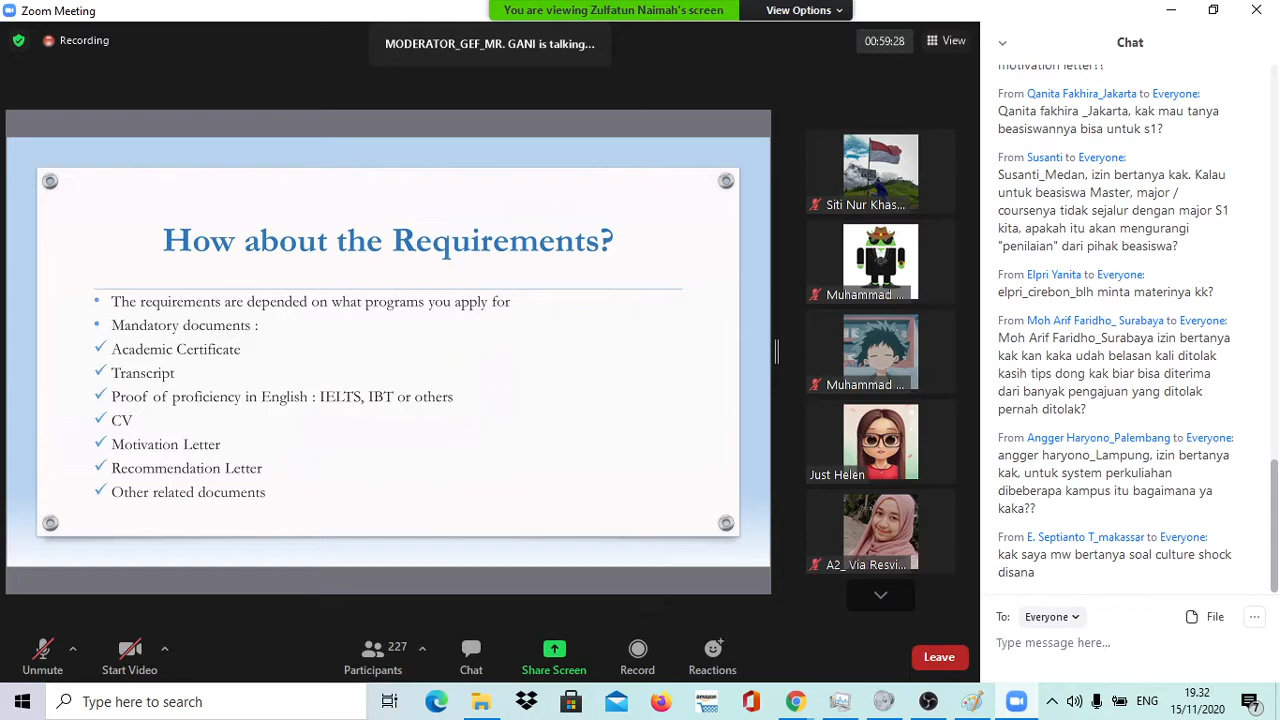 Zoom Meeting
You are viewing Zulfatun Naimah's screen
View Options
Recording
MODERATOR_GEF_MR. GANI is talking...
00:59:28
View
How about the Requirements?
• The requirements are depended on what programs you apply for
• Mandatory documents :
✓ Academic Certificate
✓ Transcript
✓ Proof of proficiency in English : IELTS, IBT or others
✓ CV
✓ Motivation Letter
✓ Recommendation Letter
✓ Other related documents
Siti Nur Khas...
Muhammad ...
Muhammad ...
Just Helen
A2_ Via Resvi...
Chat
motivation letter??
From Qanita Fakhira_Jakarta to Everyone:
Qanita fakhira _Jakarta, kak mau tanya
beasiswannya bisa untuk s1?
From Susanti to Everyone:
Susanti_Medan, izin bertanya kak. Kalau
untuk beasiswa Master, major /
coursenya tidak sejalur dengan major S1
kita, apakah itu akan mengurangi
"penilaian" dari pihak beasiswa?
From Elpri Yanita to Everyone:
elpri_cirebon_blh minta materinya kk?
From Moh Arif Faridho_ Surabaya to Everyone:
Moh Arif Faridho_Surabaya izin bertanya
kak kan kaka udah belasan kali ditolak
kasih tips dong kak biar bisa diterima
dari banyak pengajuan yang ditolak
pernah ditolak?
From Angger Haryono_Palembang to Everyone:
angger haryono_Lampung, izin bertanya
kak, untuk system perkuliahan
dibeberapa kampus itu bagaimana ya
kaka??
From E. Septianto T_makassar to Everyone:
kak saya mw bertanya soal culture shock
disana
To: Everyone
File
Type message here...
Unmute
Start Video
227
Participants
Chat
Share Screen
Record
Reactions
Leave
Type here to search
amazon
ENG
19.32
15/11/2020
7